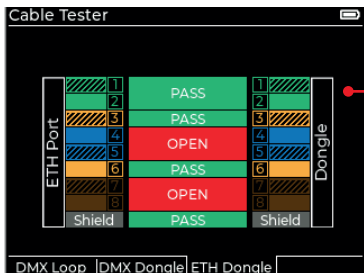 Cable Tester
ETH Port
1 PASS 1
2 2
3 PASS 3
4 OPEN 4
5 5
6 PASS 6
7 OPEN 7
8 8
Shield PASS Shield
Dongle
DMX Loop DMX Dongle ETH Dongle